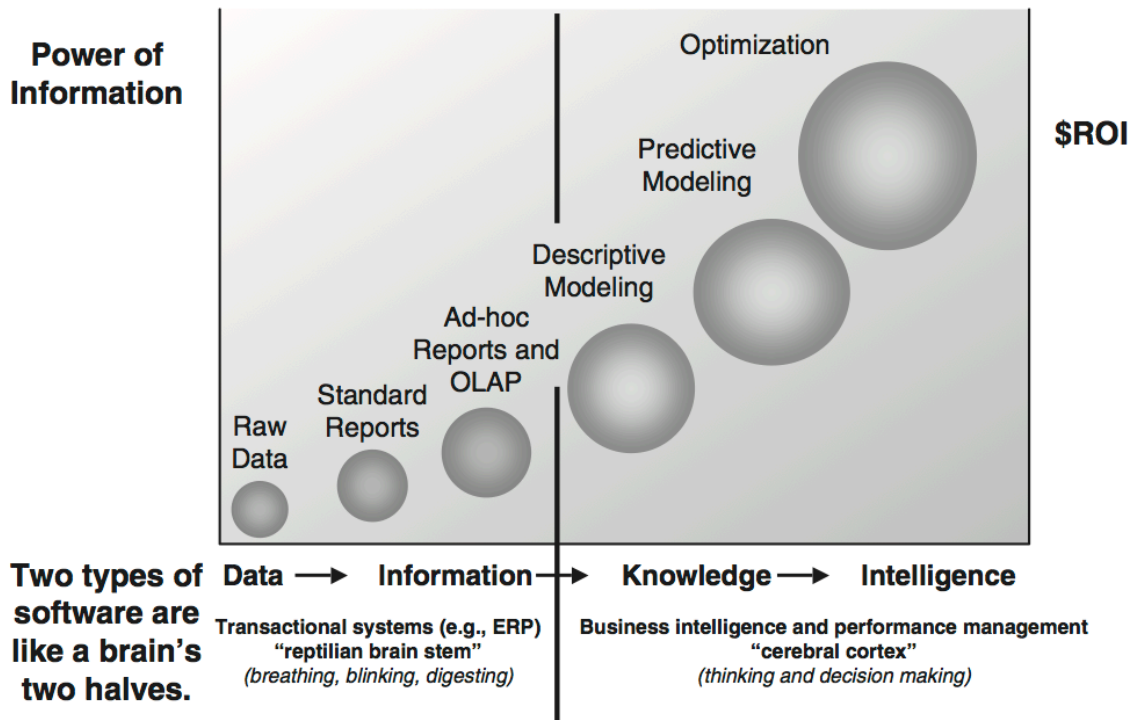 Power of
Information
Optimization
$ROI
Predictive
Modeling
Descriptive
Modeling
Ad-hoc
Reports and
OLAP
Standard
Reports
Raw
Data
Two types of
software are
like a brain’s
two halves.
Data
Information
Knowledge
Intelligence
Transactional systems (e.g., ERP)
“reptilian brain stem”
(breathing, blinking, digesting)
Business intelligence and performance management
“cerebral cortex”
(thinking and decision making)